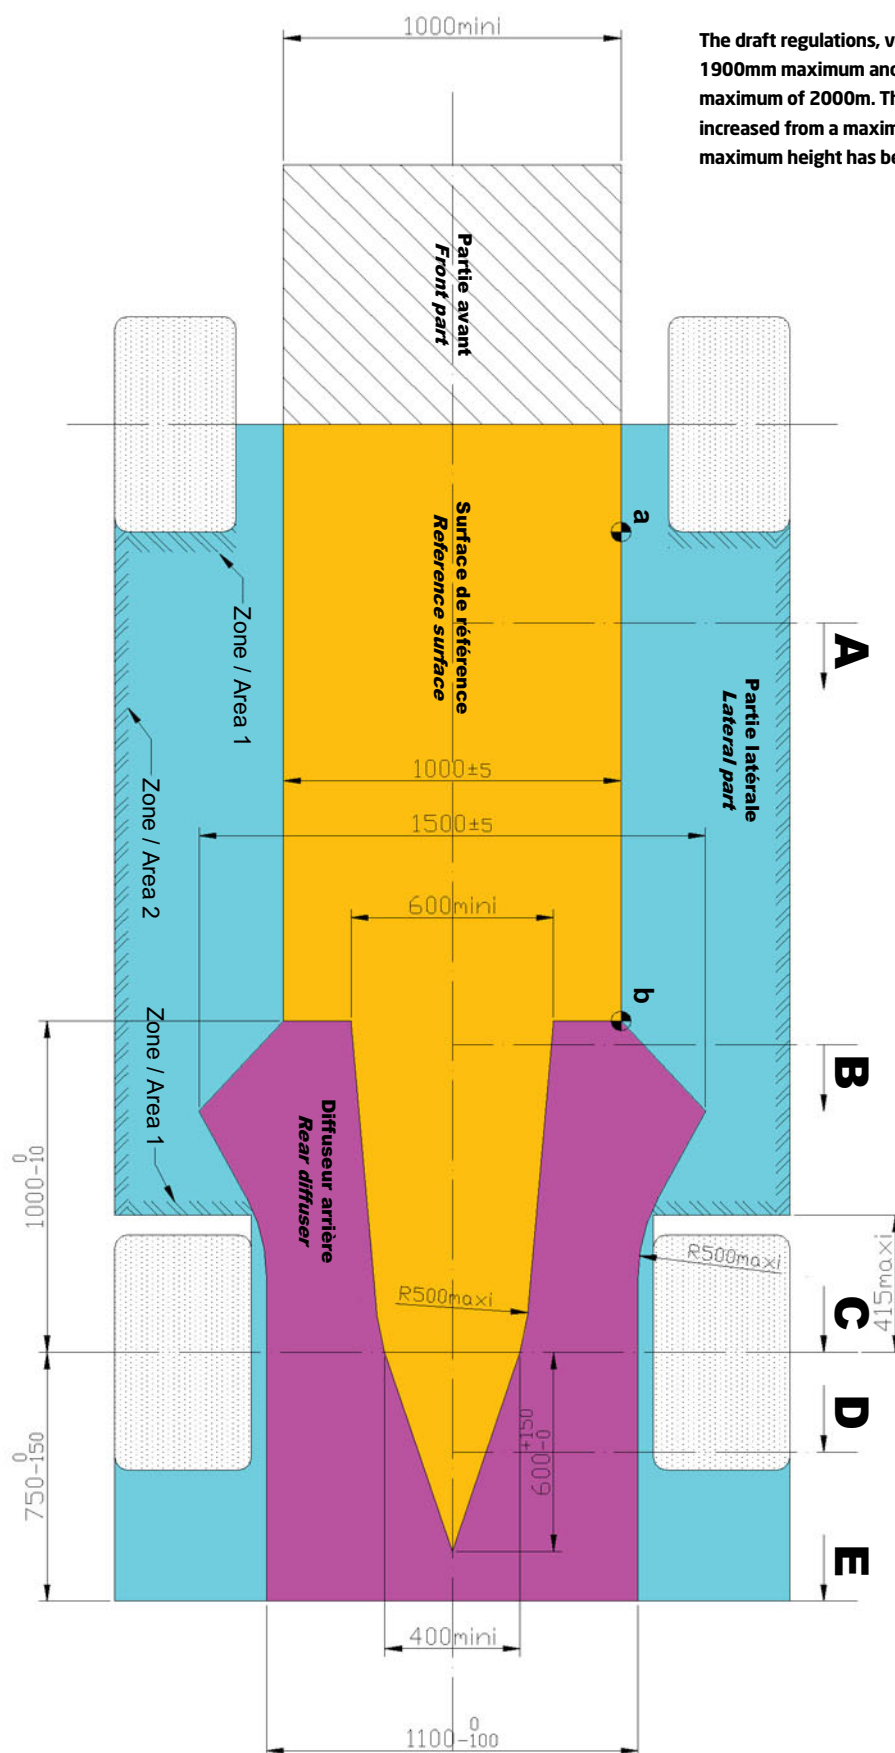 1000mini
The draft regulations, v
1900mm maximum and
maximum of 2000m. Th
increased from a maxim
maximum height has be
Partie avant
Front part
a
Surface de référence
Reference surface
A
Zone / Area 1
Partie latérale
Lateral part
1000±5
Zone / Area 2
1500±5
600mini
b
B
Zone / Area 1
Diffuseur arrière
Rear diffuser
0
1000-10
R500maxi
415maxi
R500maxi
C
D
+150
600-0
0
750-150
E
400mini
0
1100-100